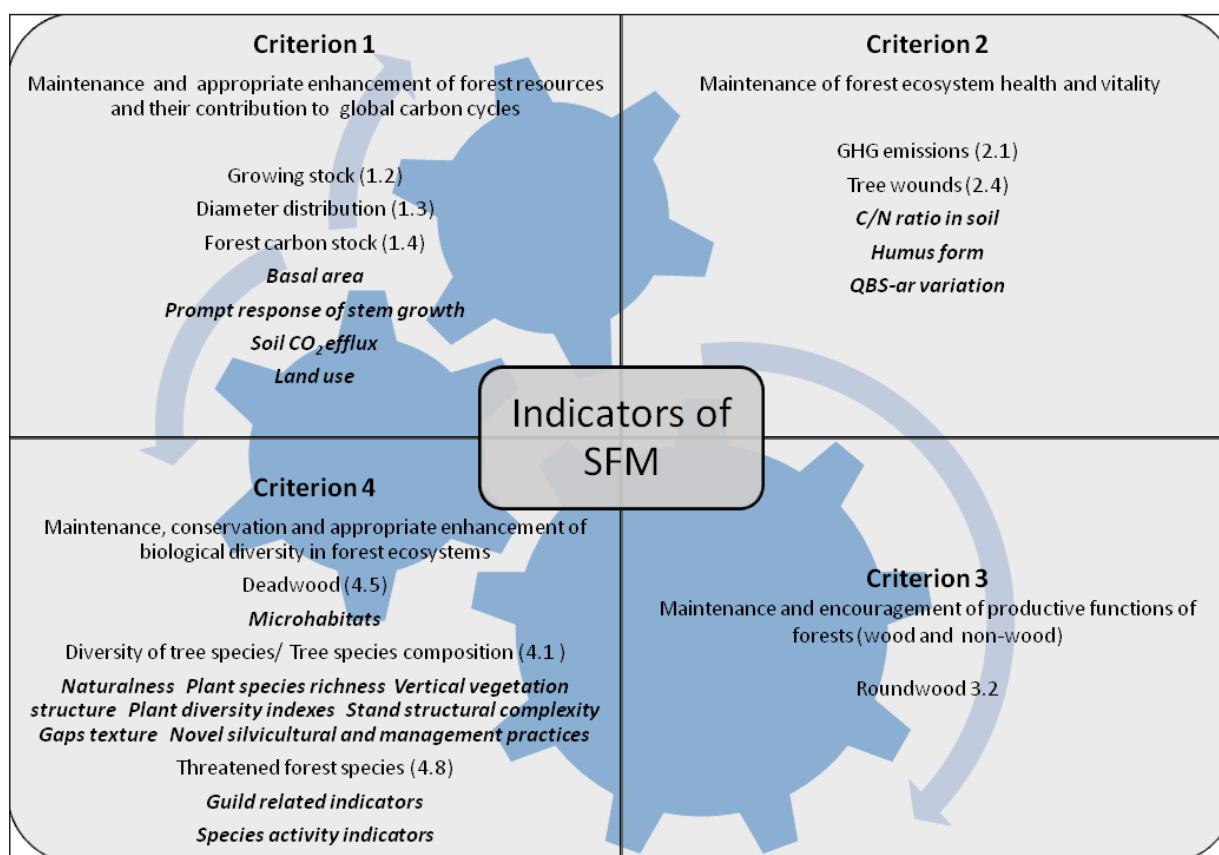 Criterion 1
Maintenance and appropriate enhancement of forest resources
and their contribution to global carbon cycles
Growing stock (1.2)
Diameter distribution (1.3)
Forest carbon stock (1.4)
Basal area
Prompt response of stem growth
Soil CO₂ efflux
Land use
Criterion 2
Maintenance of forest ecosystem health and vitality
GHG emissions (2.1)
Tree wounds (2.4)
C/N ratio in soil
Humus form
QBS-ar variation
Indicators of
SFM
Criterion 4
Maintenance, conservation and appropriate enhancement of
biological diversity in forest ecosystems
Deadwood (4.5)
Microhabitats
Diversity of tree species/ Tree species composition (4.1 )
Naturalness Plant species richness Vertical vegetation
structure Plant diversity indexes Stand structural complexity
Gaps texture Novel silvicultural and management practices
Threatened forest species (4.8)
Guild related indicators
Species activity indicators
Criterion 3
Maintenance and encouragement of productive functions of
forests (wood and non-wood)
Roundwood 3.2